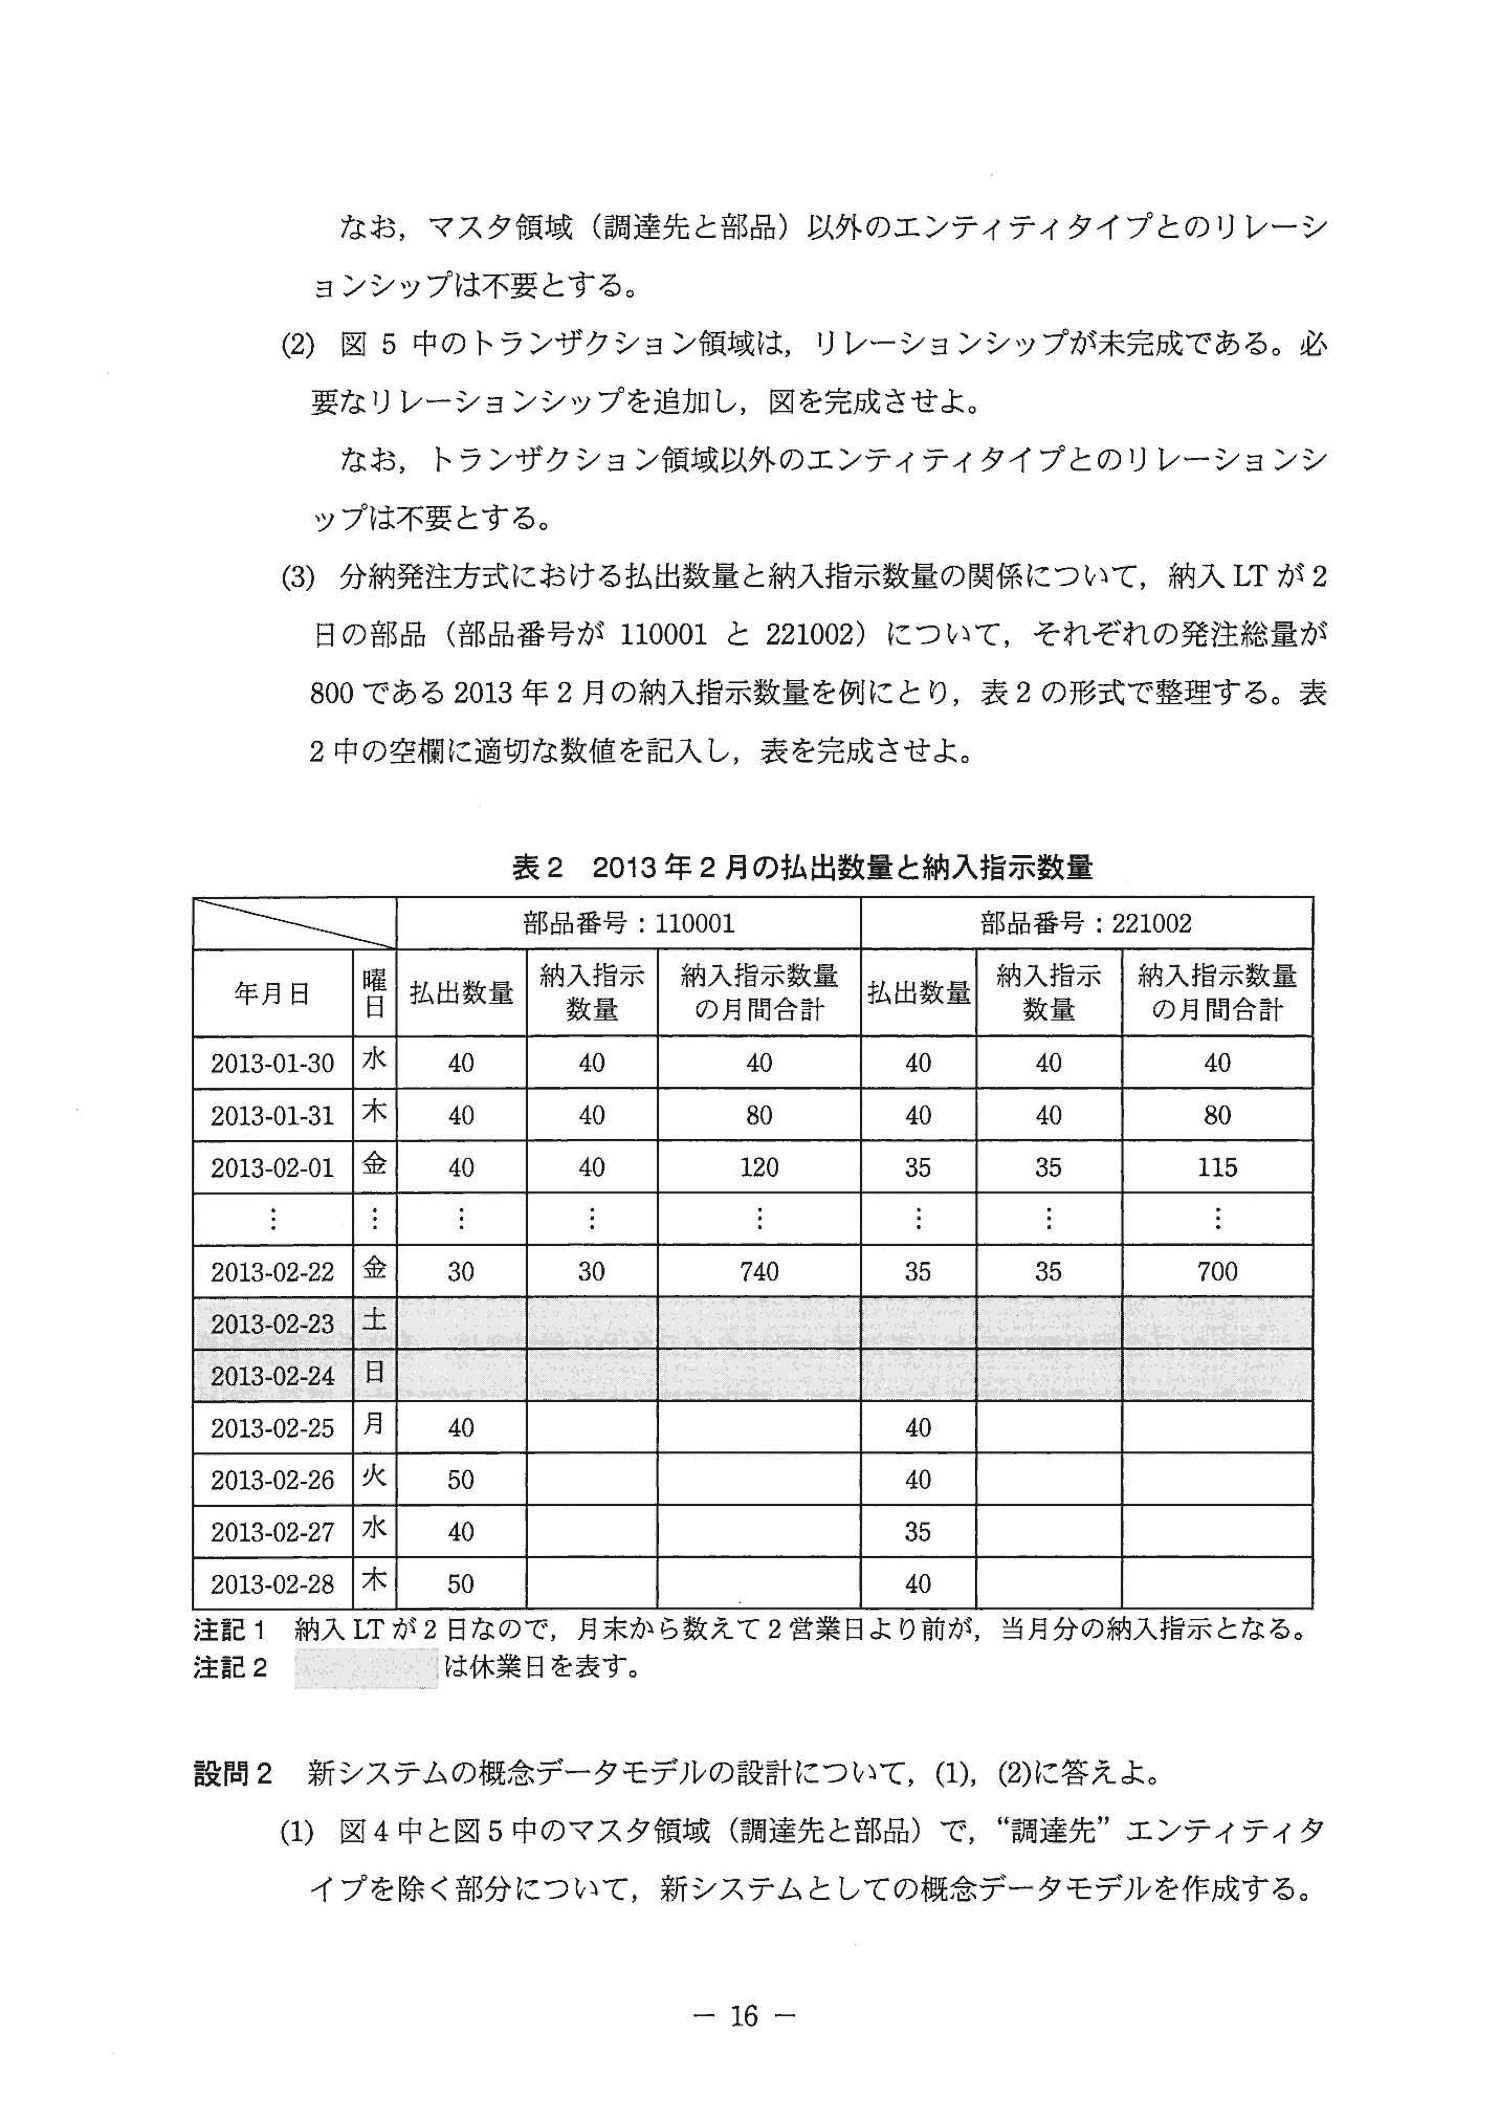 なお，マスタ領域（調達先と部品）以外のエンティティタイプとのリレーシ
ョンシップは不要とする。
(2) 図 5 中のトランザクション領域は，リレーションシップが未完成である。必
要なリレーションシップを追加し，図を完成させよ。
なお，トランザクション領域以外のエンティティタイプとのリレーションシ
ップは不要とする。
(3) 分納発注方式における払出数量と納入指示数量の関係について，納入 LT が 2
日の部品（部品番号が 110001 と 221002）について，それぞれの発注総量が
800 である 2013 年 2 月の納入指示数量を例にとり，表 2 の形式で整理する。表
2 中の空欄に適切な数値を記入し，表を完成させよ。
表 2 2013 年 2 月の払出数量と納入指示数量
部品番号：110001 部品番号：221002
年月日 曜日 払出数量 納入指示数量 納入指示数量の月間合計 払出数量 納入指示数量 納入指示数量の月間合計
2013-01-30 水 40 40 40 40 40 40
2013-01-31 木 40 40 80 40 40 80
2013-02-01 金 40 40 120 35 35 115
⋮ ⋮ ⋮ ⋮ ⋮ ⋮ ⋮ ⋮
2013-02-22 金 30 30 740 35 35 700
2013-02-23 土
2013-02-24 日
2013-02-25 月 40 40
2013-02-26 火 50 40
2013-02-27 水 40 35
2013-02-28 木 50 40
注記 1 納入 LT が 2 日なので，月末から数えて 2 営業日より前が，当月分の納入指示となる。
注記 2 は休業日を表す。
設問 2 新システムの概念データモデルの設計について，(1)，(2)に答えよ。
(1) 図 4 中と図 5 中のマスタ領域（調達先と部品）で，“調達先” エンティティタ
イプを除く部分について，新システムとしての概念データモデルを作成する。
－ 16 －